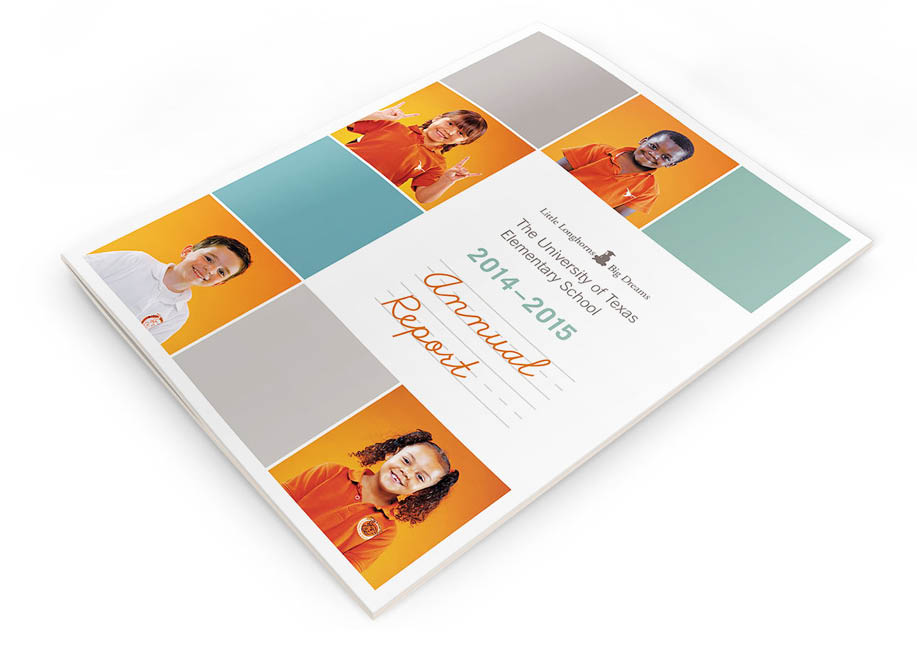 Little Longhorns Big Dreams
The University of Texas
Elementary School
2014–2015
Annual
Report